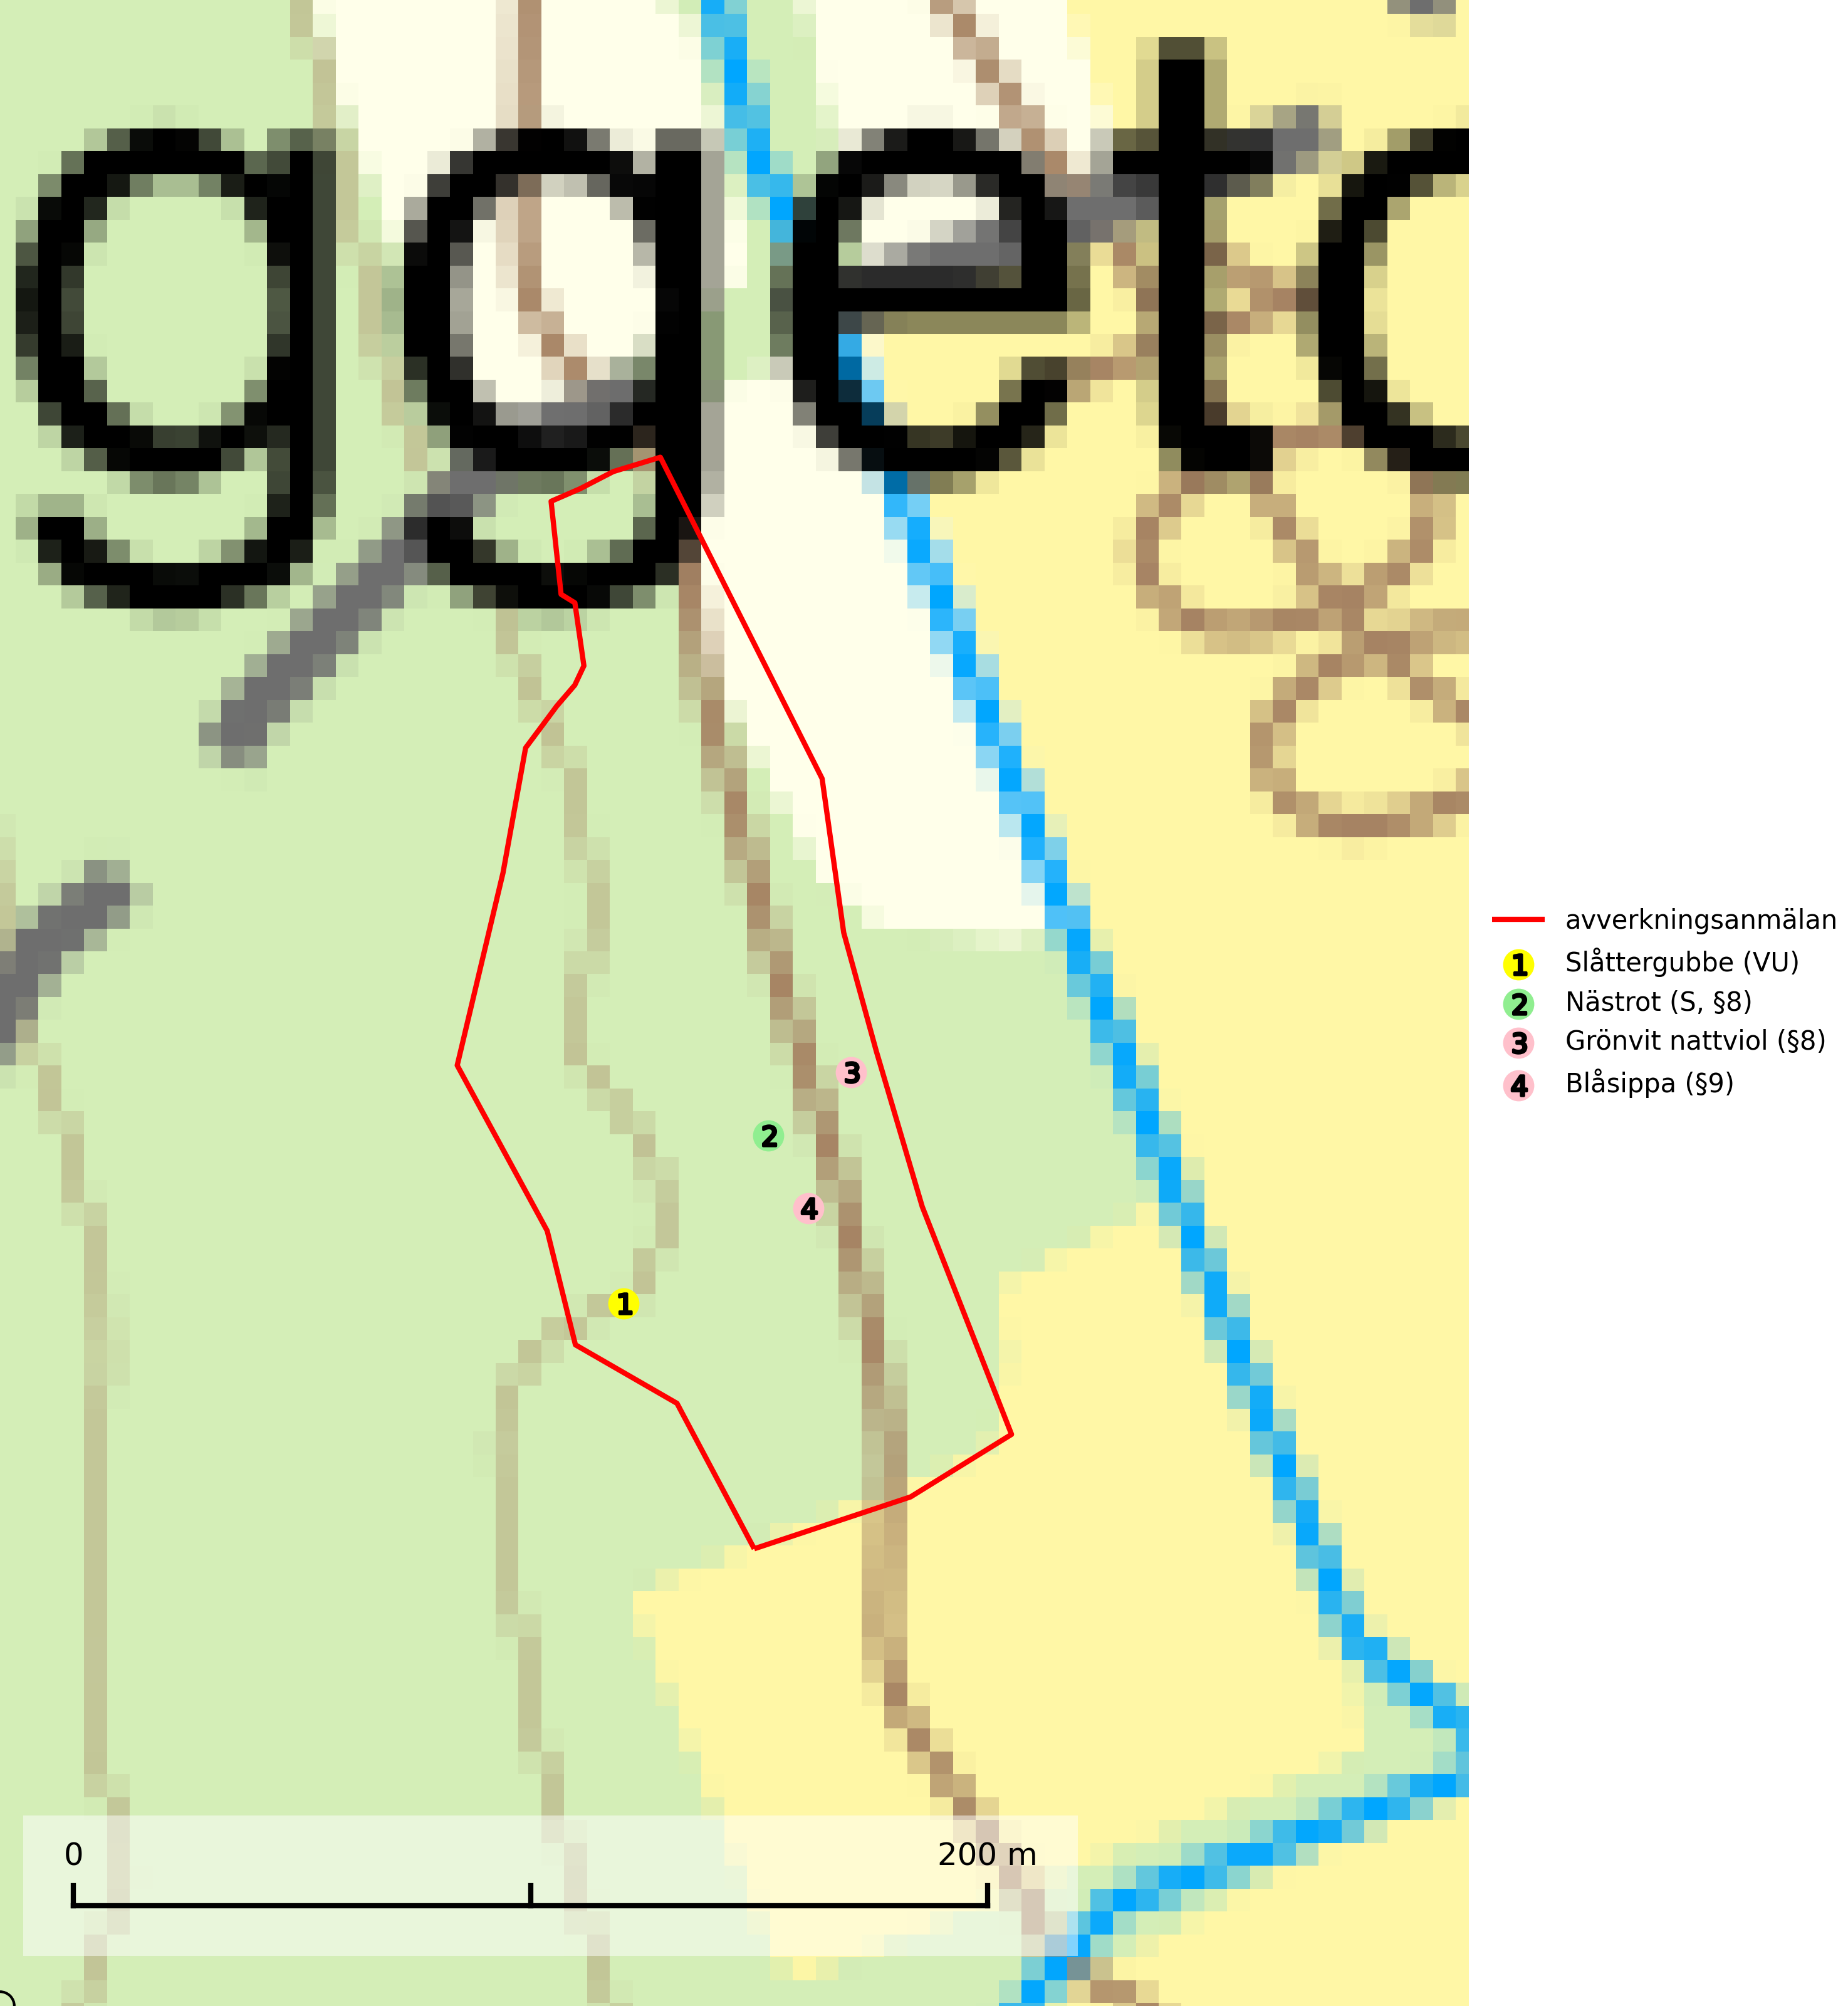 gget
avverkningsanmälan
1 Slåttergubbe (VU)
2 Nästrot (S, §8)
3 Grönvit nattviol (§8)
4 Blåsippa (§9)
3
2
4
1
0 200 m